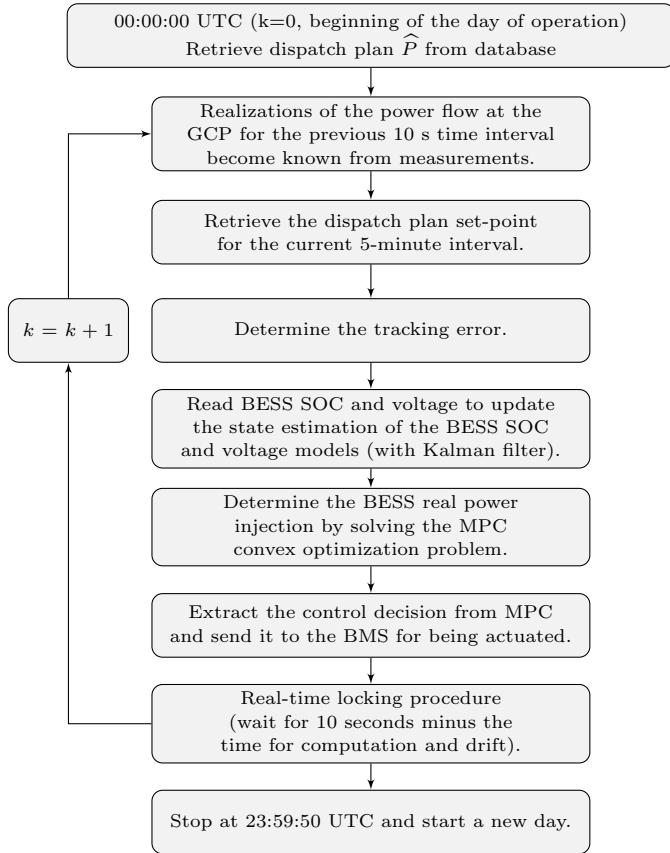 00:00:00 UTC (k=0, beginning of the day of operation)
Retrieve dispatch plan P̂ from database
Realizations of the power flow at the
GCP for the previous 10 s time interval
become known from measurements.
Retrieve the dispatch plan set-point
for the current 5-minute interval.
k = k + 1
Determine the tracking error.
Read BESS SOC and voltage to update
the state estimation of the BESS SOC
and voltage models (with Kalman filter).
Determine the BESS real power
injection by solving the MPC
convex optimization problem.
Extract the control decision from MPC
and send it to the BMS for being actuated.
Real-time locking procedure
(wait for 10 seconds minus the
time for computation and drift).
Stop at 23:59:50 UTC and start a new day.